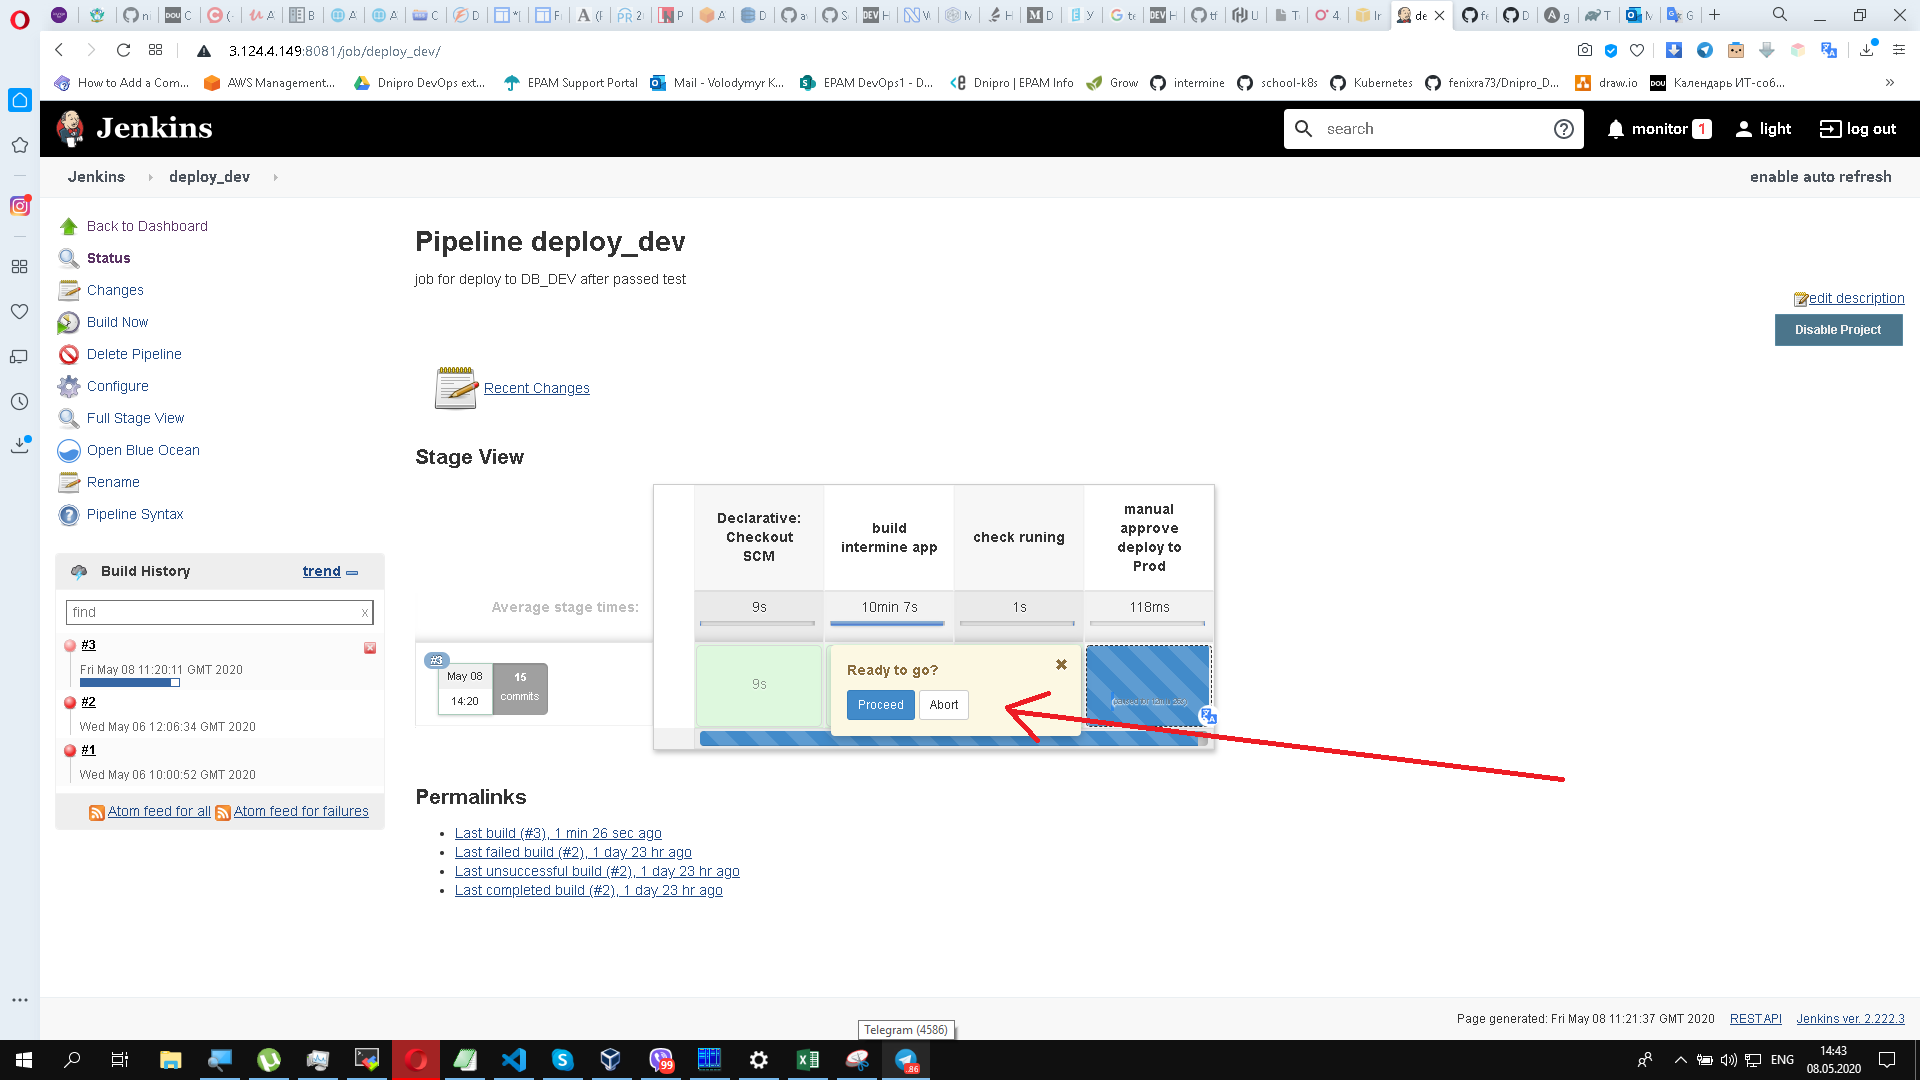 3.124.4.149:8081/job/deploy_dev/
How to Add a Com...
AWS Management...
Dnipro DevOps ext...
EPAM Support Portal
Mail - Volodymyr K...
EPAM DevOps1 - D...
Dnipro | EPAM Info
Grow
intermine
school-k8s
Kubernetes
fenixra73/Dnipro_D...
draw.io
Календарь ИТ-соб...
Jenkins
search
monitor 1
light
log out
Jenkins
deploy_dev
enable auto refresh
Back to Dashboard
Status
Changes
Build Now
Delete Pipeline
Configure
Full Stage View
Open Blue Ocean
Rename
Pipeline Syntax
Build History
trend
find
x
#3
Fri May 08 11:20:11 GMT 2020
#2
Wed May 06 12:06:34 GMT 2020
#1
Wed May 06 10:00:52 GMT 2020
Atom feed for all
Atom feed for failures
Pipeline deploy_dev
job for deploy to DB_DEV after passed test
edit description
Disable Project
Recent Changes
Stage View
Declarative:
Checkout
SCM
build
intermine app
check runing
manual
approve
deploy to
Prod
Average stage times:
9s
10min 7s
1s
118ms
#3
May 08
14:20
15
commits
9s
Ready to go?
Proceed
Abort
Permalinks
Last build (#3), 1 min 26 sec ago
Last failed build (#2), 1 day 23 hr ago
Last unsuccessful build (#2), 1 day 23 hr ago
Last completed build (#2), 1 day 23 hr ago
Page generated: Fri May 08 11:21:37 GMT 2020
REST API
Jenkins ver. 2.222.3
Telegram (4586)
99
ENG
14:43
08.05.2020